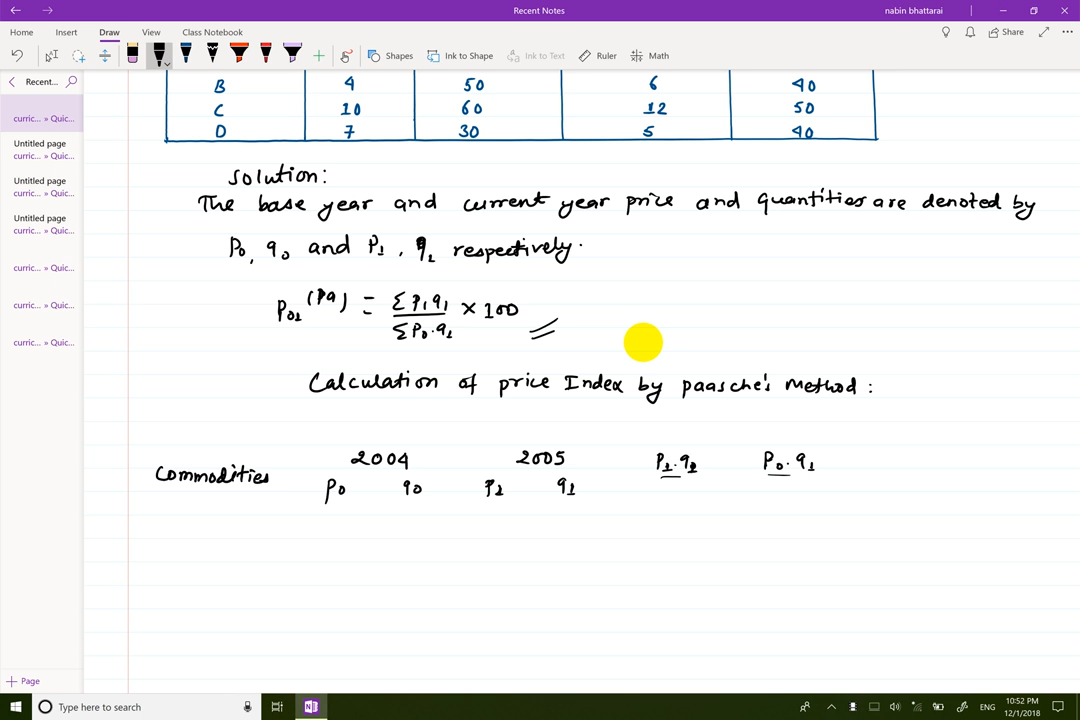 Recent Notes
nabin bhattarai
Home Insert Draw View Class Notebook
Share
Shapes Ink to Shape Ink to Text Ruler Math
Recent...
curric... » Quic...
Untitled page
curric... » Quic...
Untitled page
curric... » Quic...
Untitled page
curric... » Quic...
curric... » Quic...
curric... » Quic...
curric... » Quic...
Page
B 4 50 6 40
C 10 60 12 50
D 7 30 5 40
Solution:
The base year and current year price and quantities are denoted by
P0, q0 and P1, q1 respectively.
P01(Pa) = ΣP1q1 / ΣP0.q1 × 100
Calculation of price Index by paasche's Method:
Commodities 2004 2005 P1.q1 P0.q1
P0 q0 P1 q1
Type here to search
ENG
10:52 PM
12/1/2018